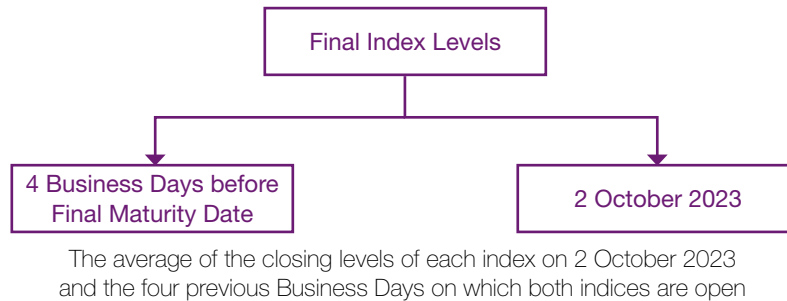 Final Index Levels
4 Business Days before
Final Maturity Date
2 October 2023
The average of the closing levels of each index on 2 October 2023
and the four previous Business Days on which both indices are open